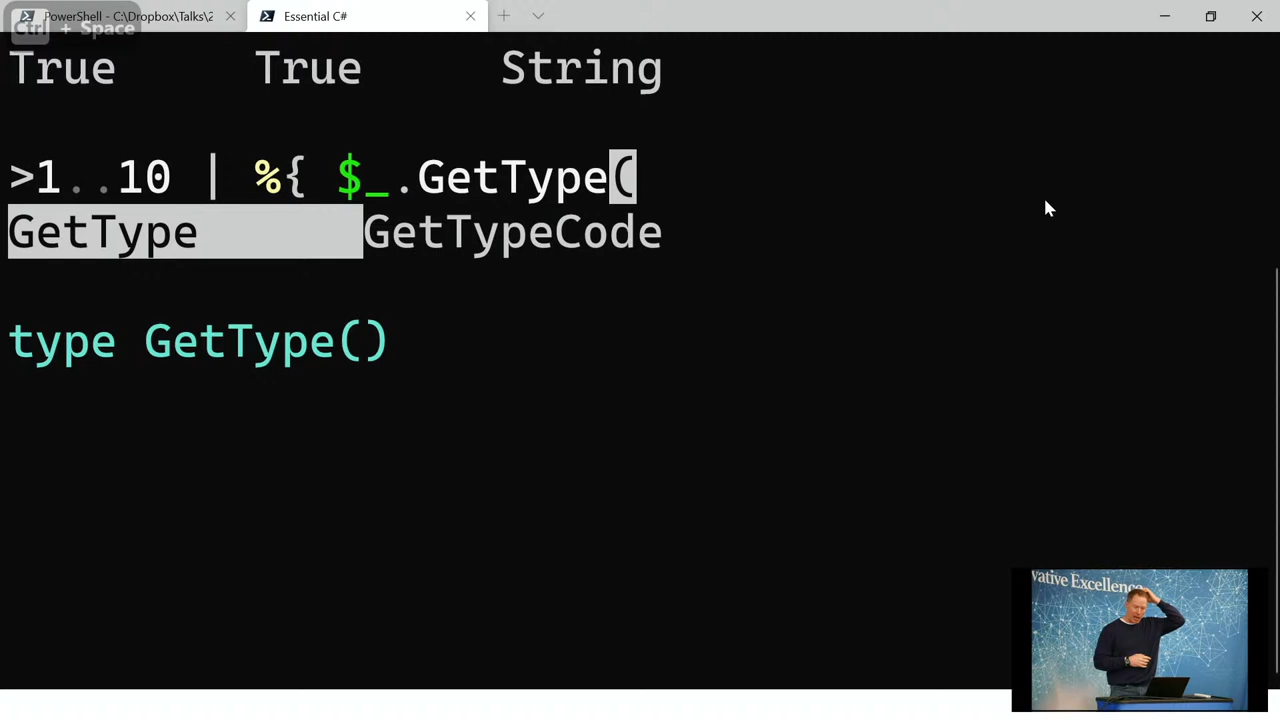 PowerShell - C:\Dropbox\Talks\2
Essential C#
Ctrl + Space
True True String
>1..10 | %{ $_.GetType(
GetType GetTypeCode
type GetType()
vative Excellence